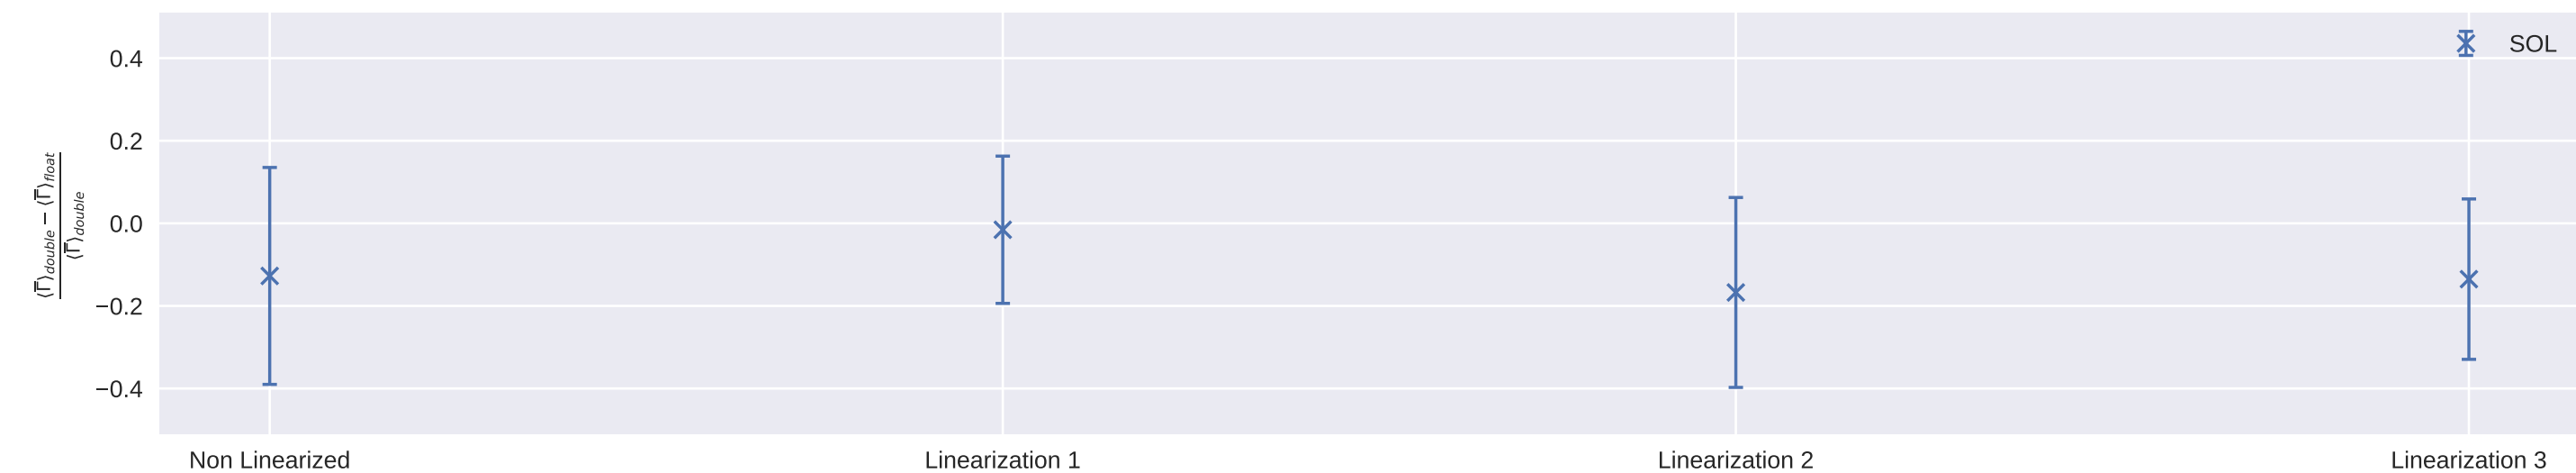 0.4
0.2
0.0
−0.2
−0.4
⟨Γ̅⟩double − ⟨Γ̅⟩float
⟨Γ̅⟩double
SOL
Non Linearized
Linearization 1
Linearization 2
Linearization 3